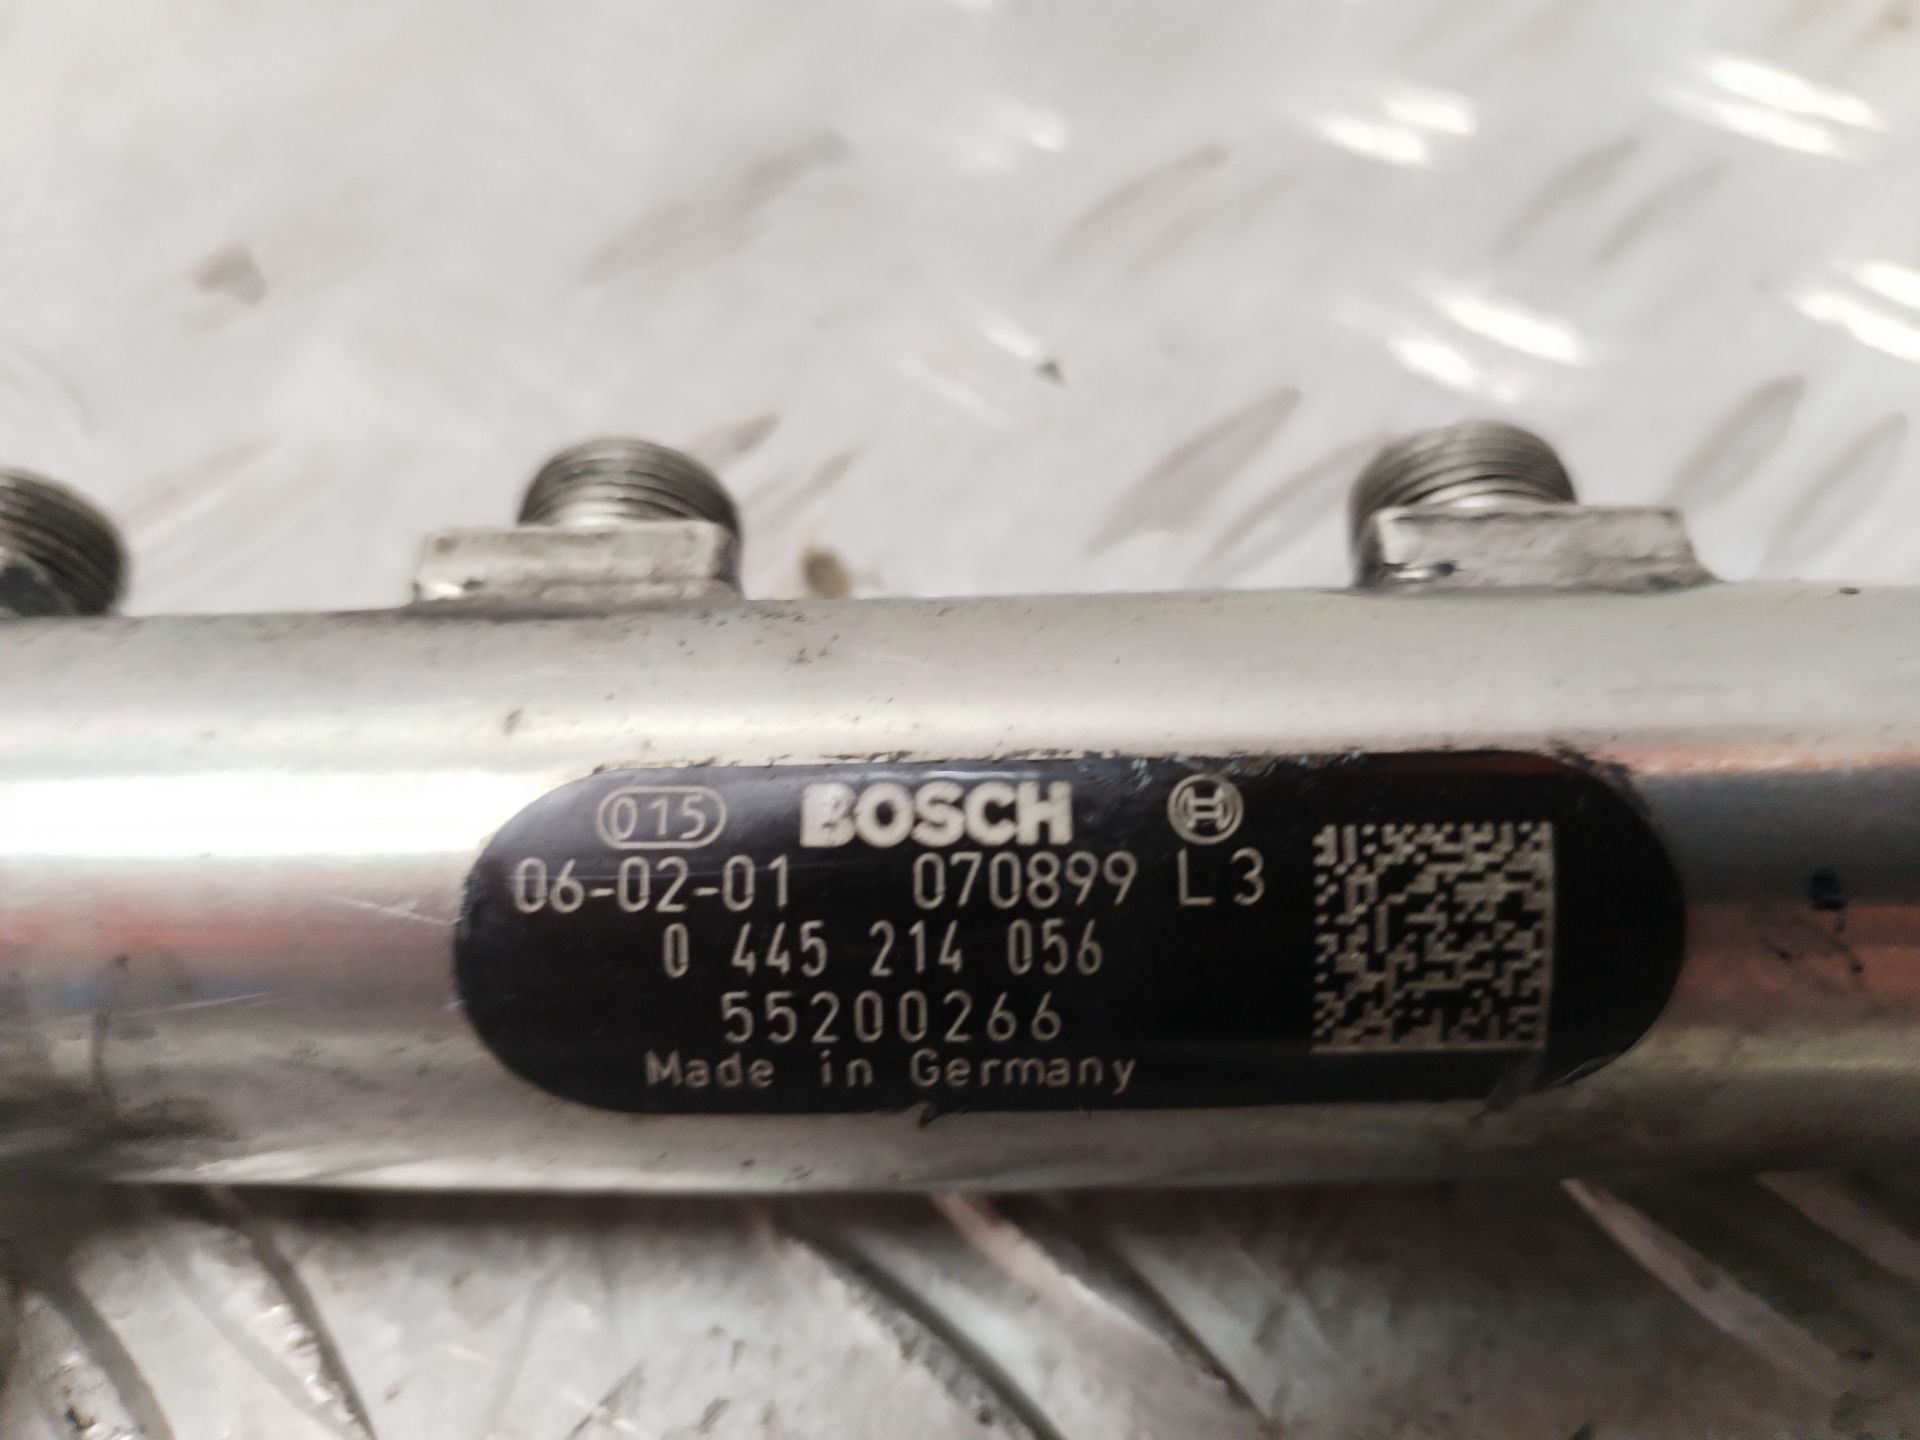 015 BOSCH
06-02-01 070899 L3
0 445 214 056
55200266
Made in Germany